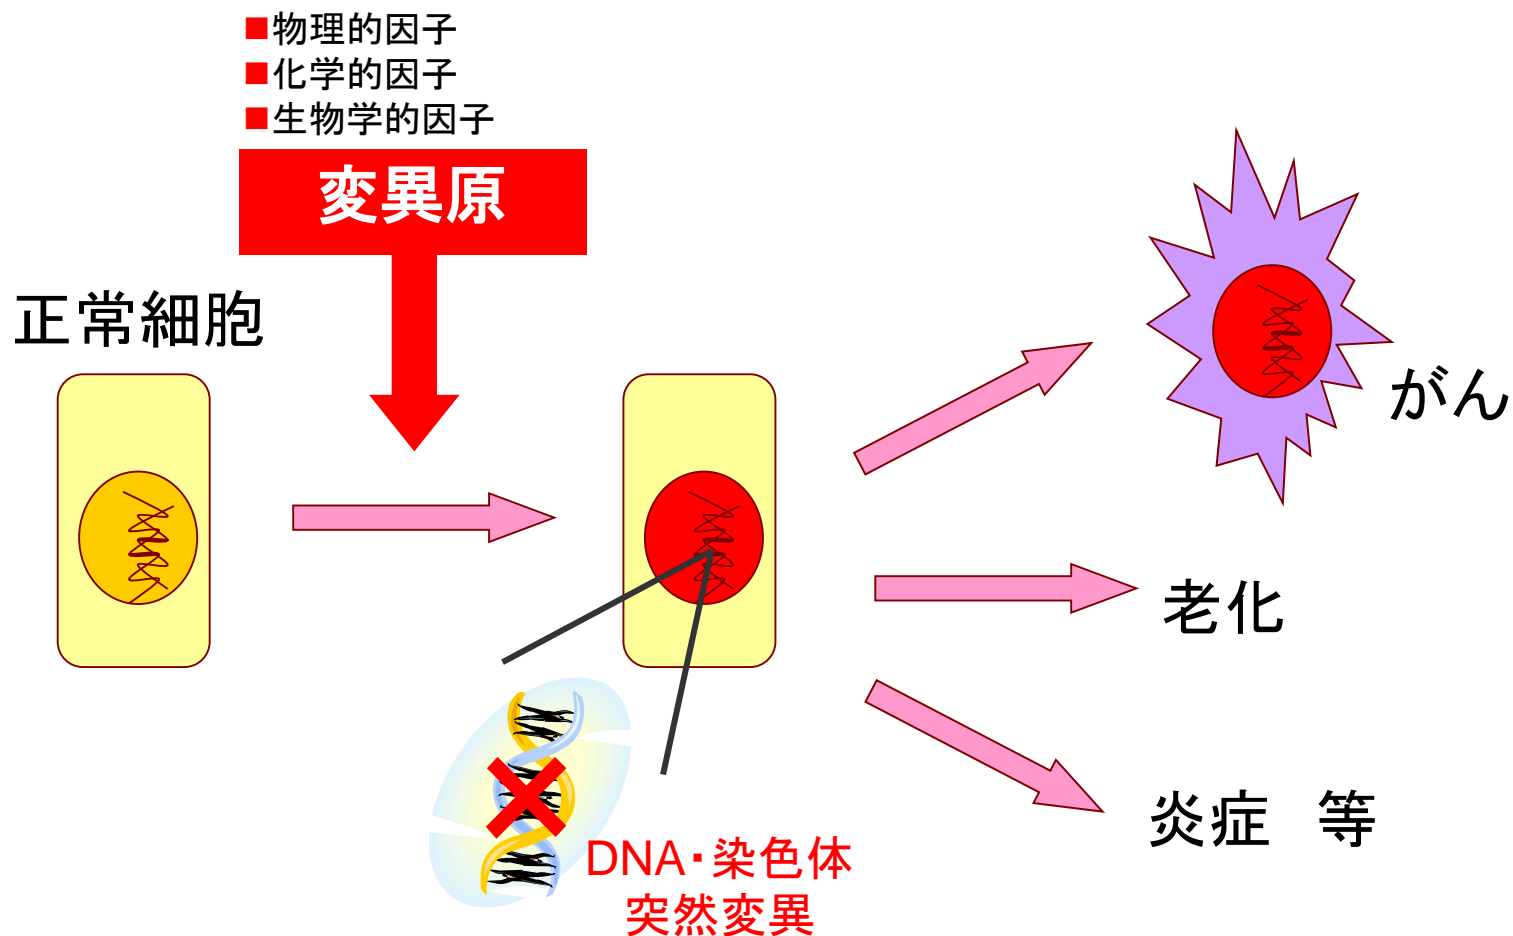 ■物理的因子
■化学的因子
■生物学的因子
変異原
正常細胞
がん
老化
炎症　等
DNA・染色体
突然変異